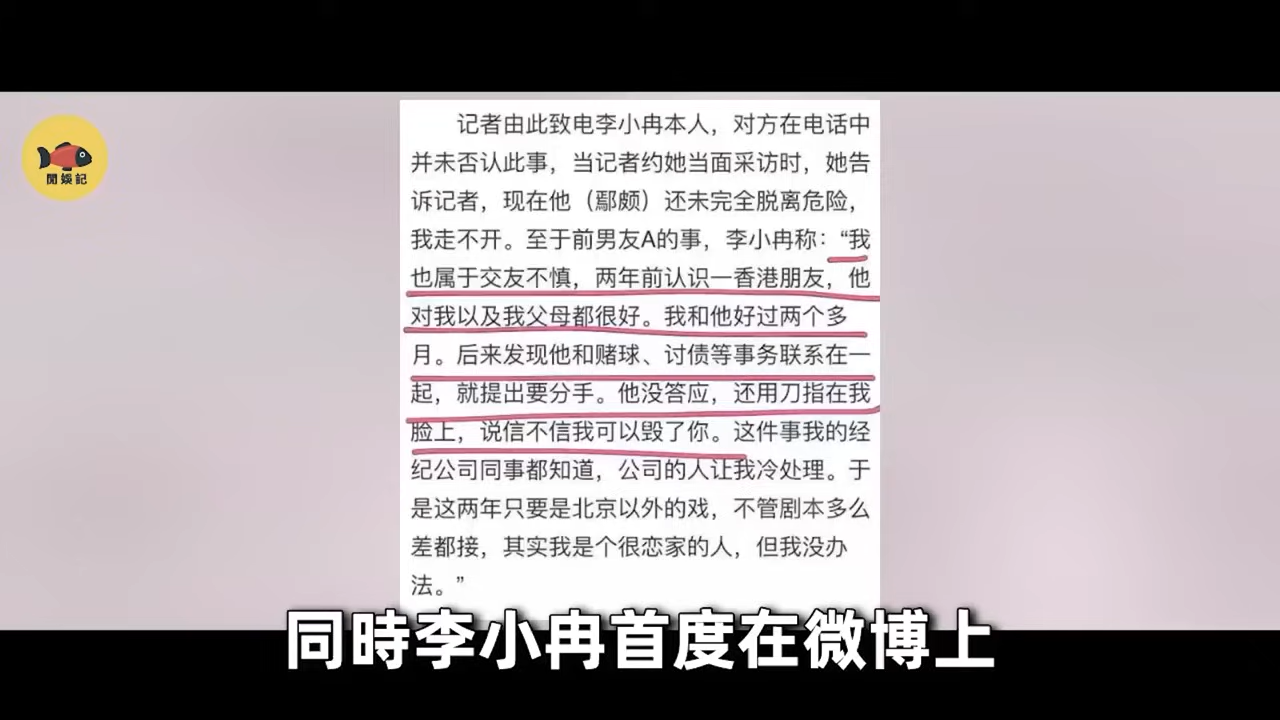 閒娛記
记者由此致电李小冉本人，对方在电话中
并未否认此事，当记者约她当面采访时，她告
诉记者，现在他（鄢颇）还未完全脱离危险，
我走不开。至于前男友A的事，李小冉称：“我
也属于交友不慎，两年前认识一香港朋友，他
对我以及我父母都很好。我和他好过两个多
月。后来发现他和赌球、讨债等事务联系在一
起，就提出要分手。他没答应，还用刀指在我
脸上，说信不信我可以毁了你。这件事我的经
纪公司同事都知道，公司的人让我冷处理。于
是这两年只要是北京以外的戏，不管剧本多么
差都接，其实我是个很恋家的人，但我没办
法。”
同時李小冉首度在微博上